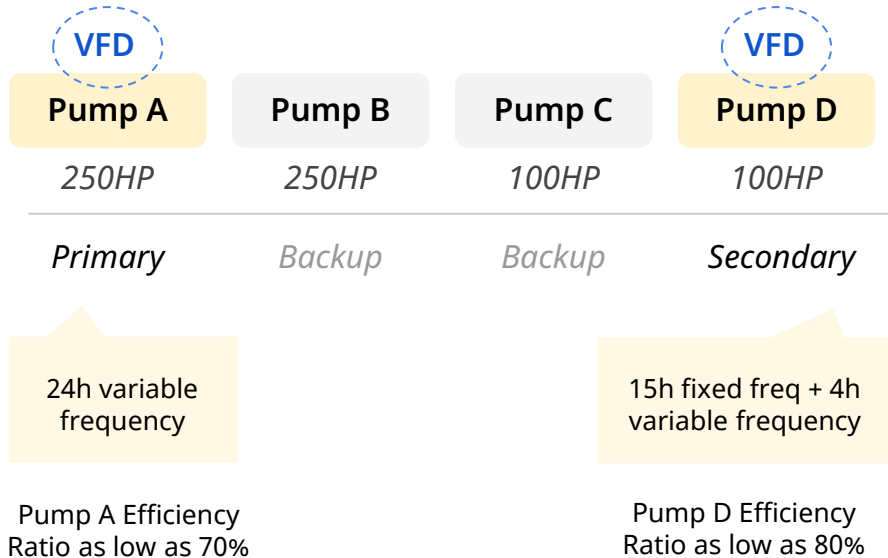 VFD
VFD
Pump A
Pump B
Pump C
Pump D
250HP
250HP
100HP
100HP
Primary
Backup
Backup
Secondary
24h variable
frequency
15h fixed freq + 4h
variable frequency
Pump A Efficiency
Ratio as low as 70%
Pump D Efficiency
Ratio as low as 80%